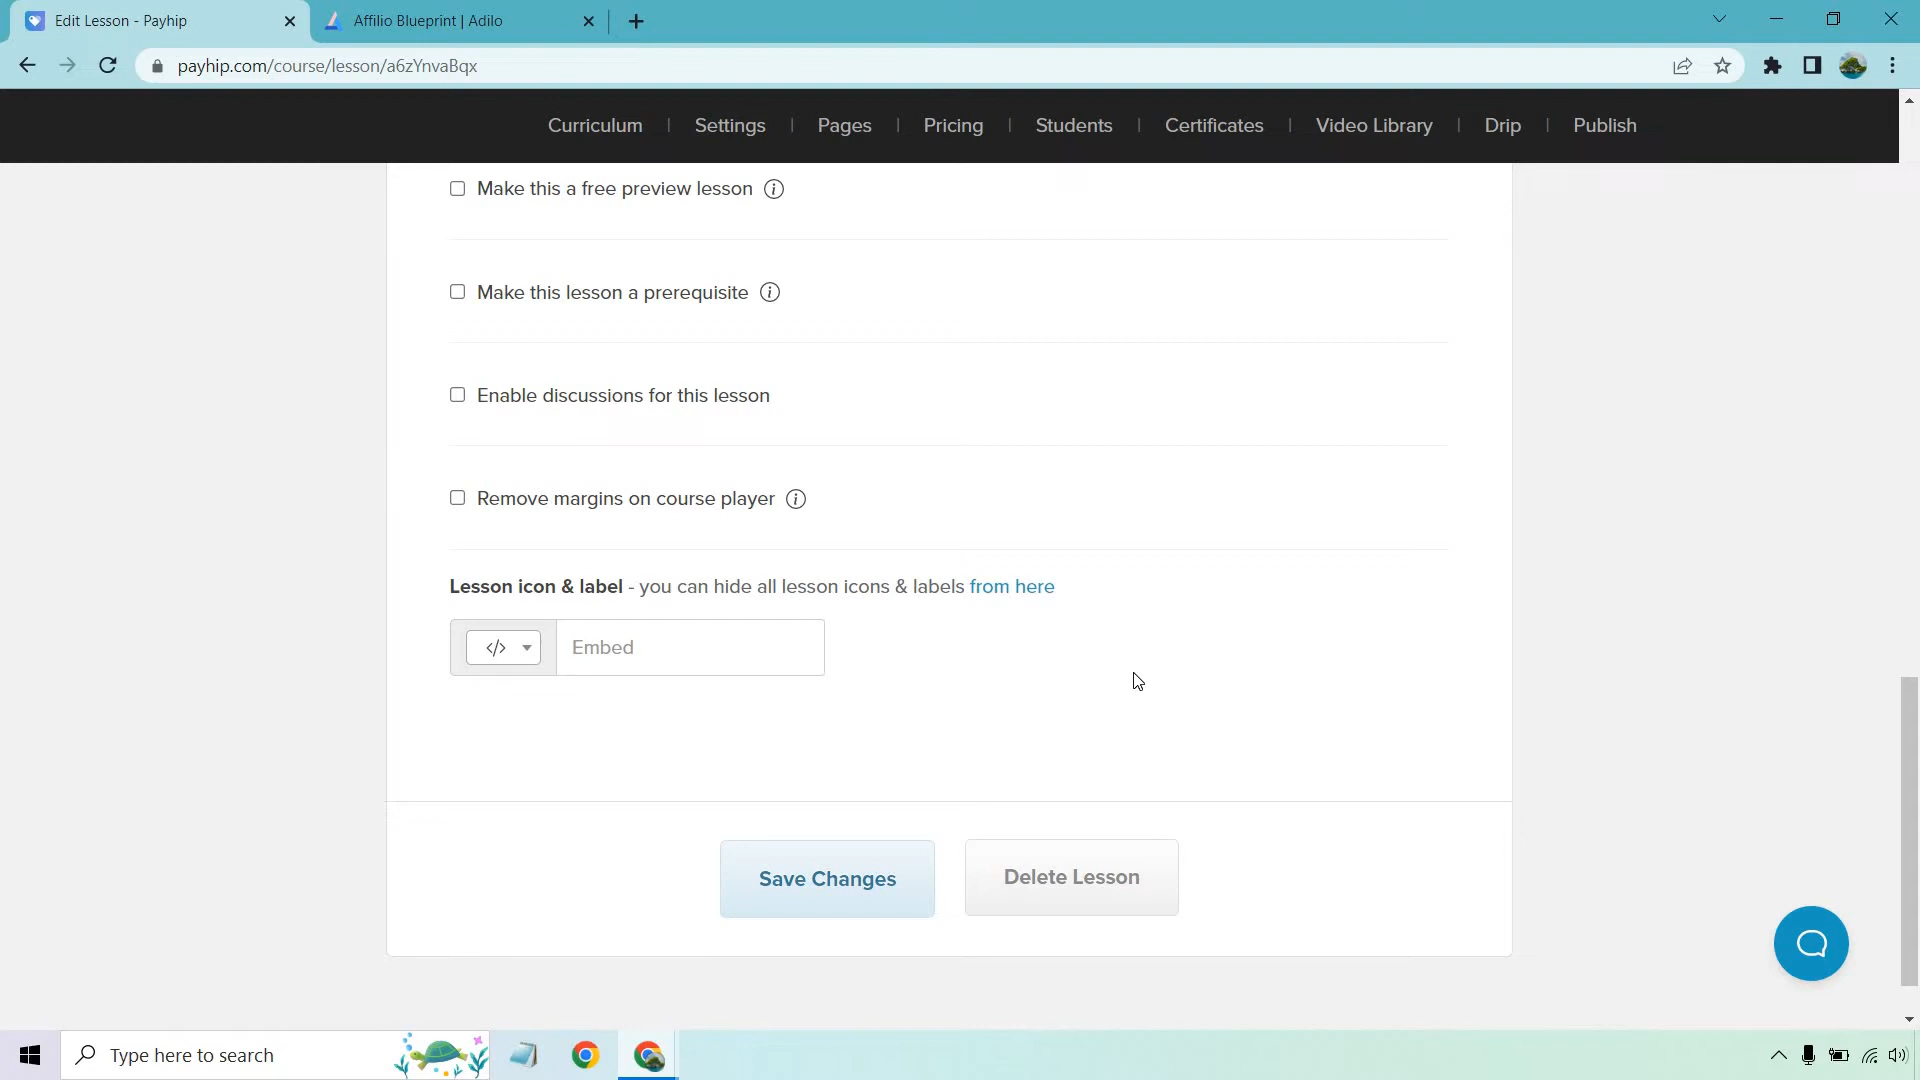 Edit Lesson - Payhip
Affilio Blueprint | Adilo
payhip.com/course/lesson/a6zYnvaBqx
Curriculum | Settings | Pages | Pricing | Students | Certificates | Video Library | Drip | Publish
Make this a free preview lesson
Make this lesson a prerequisite
Enable discussions for this lesson
Remove margins on course player
Lesson icon & label - you can hide all lesson icons & labels from here
</> Embed
Save Changes
Delete Lesson
Type here to search